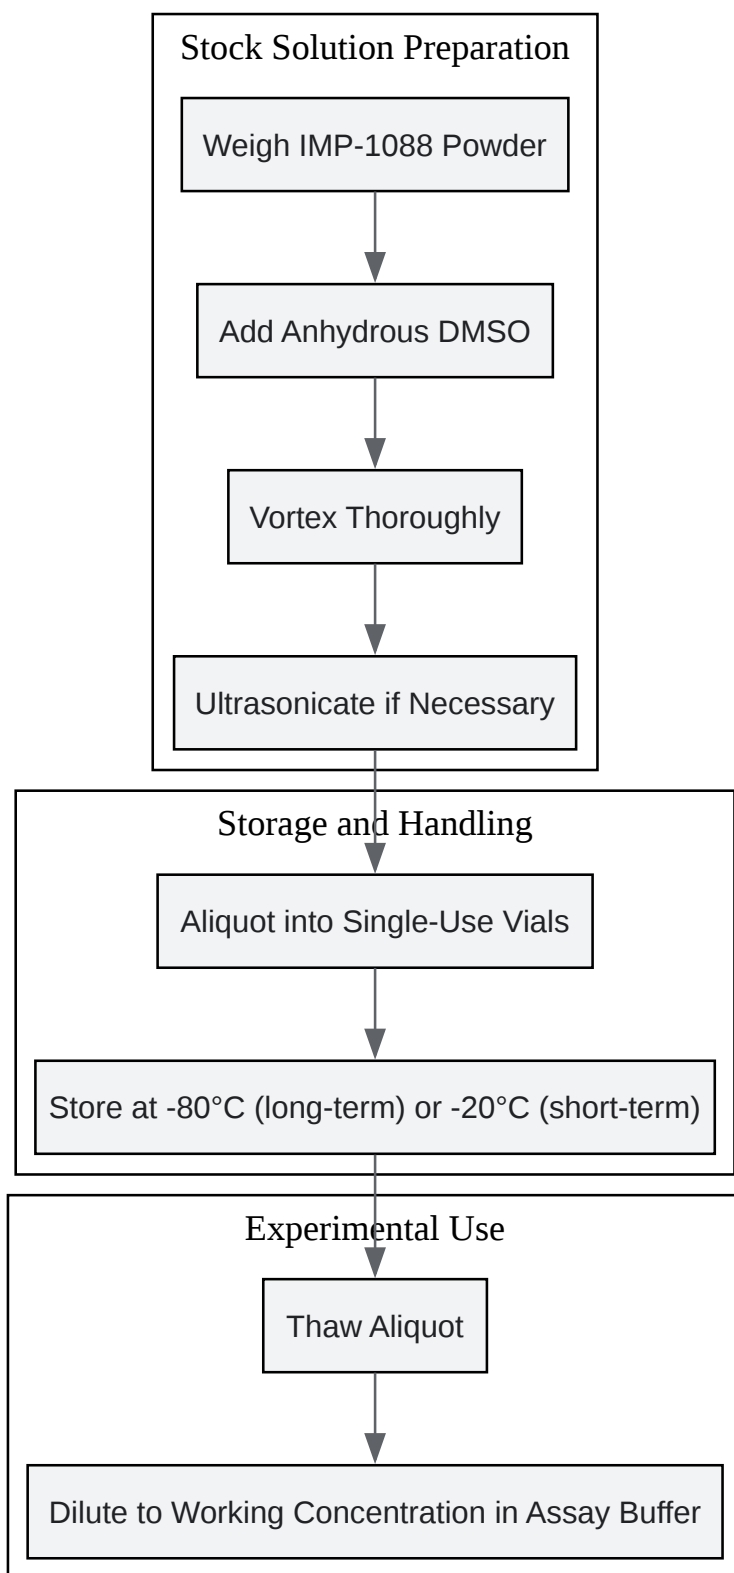 Stock Solution Preparation
Weigh IMP-1088 Powder
Add Anhydrous DMSO
Vortex Thoroughly
Ultrasonicate if Necessary
Storage and Handling
Aliquot into Single-Use Vials
Store at -80°C (long-term) or -20°C (short-term)
Experimental Use
Thaw Aliquot
Dilute to Working Concentration in Assay Buffer